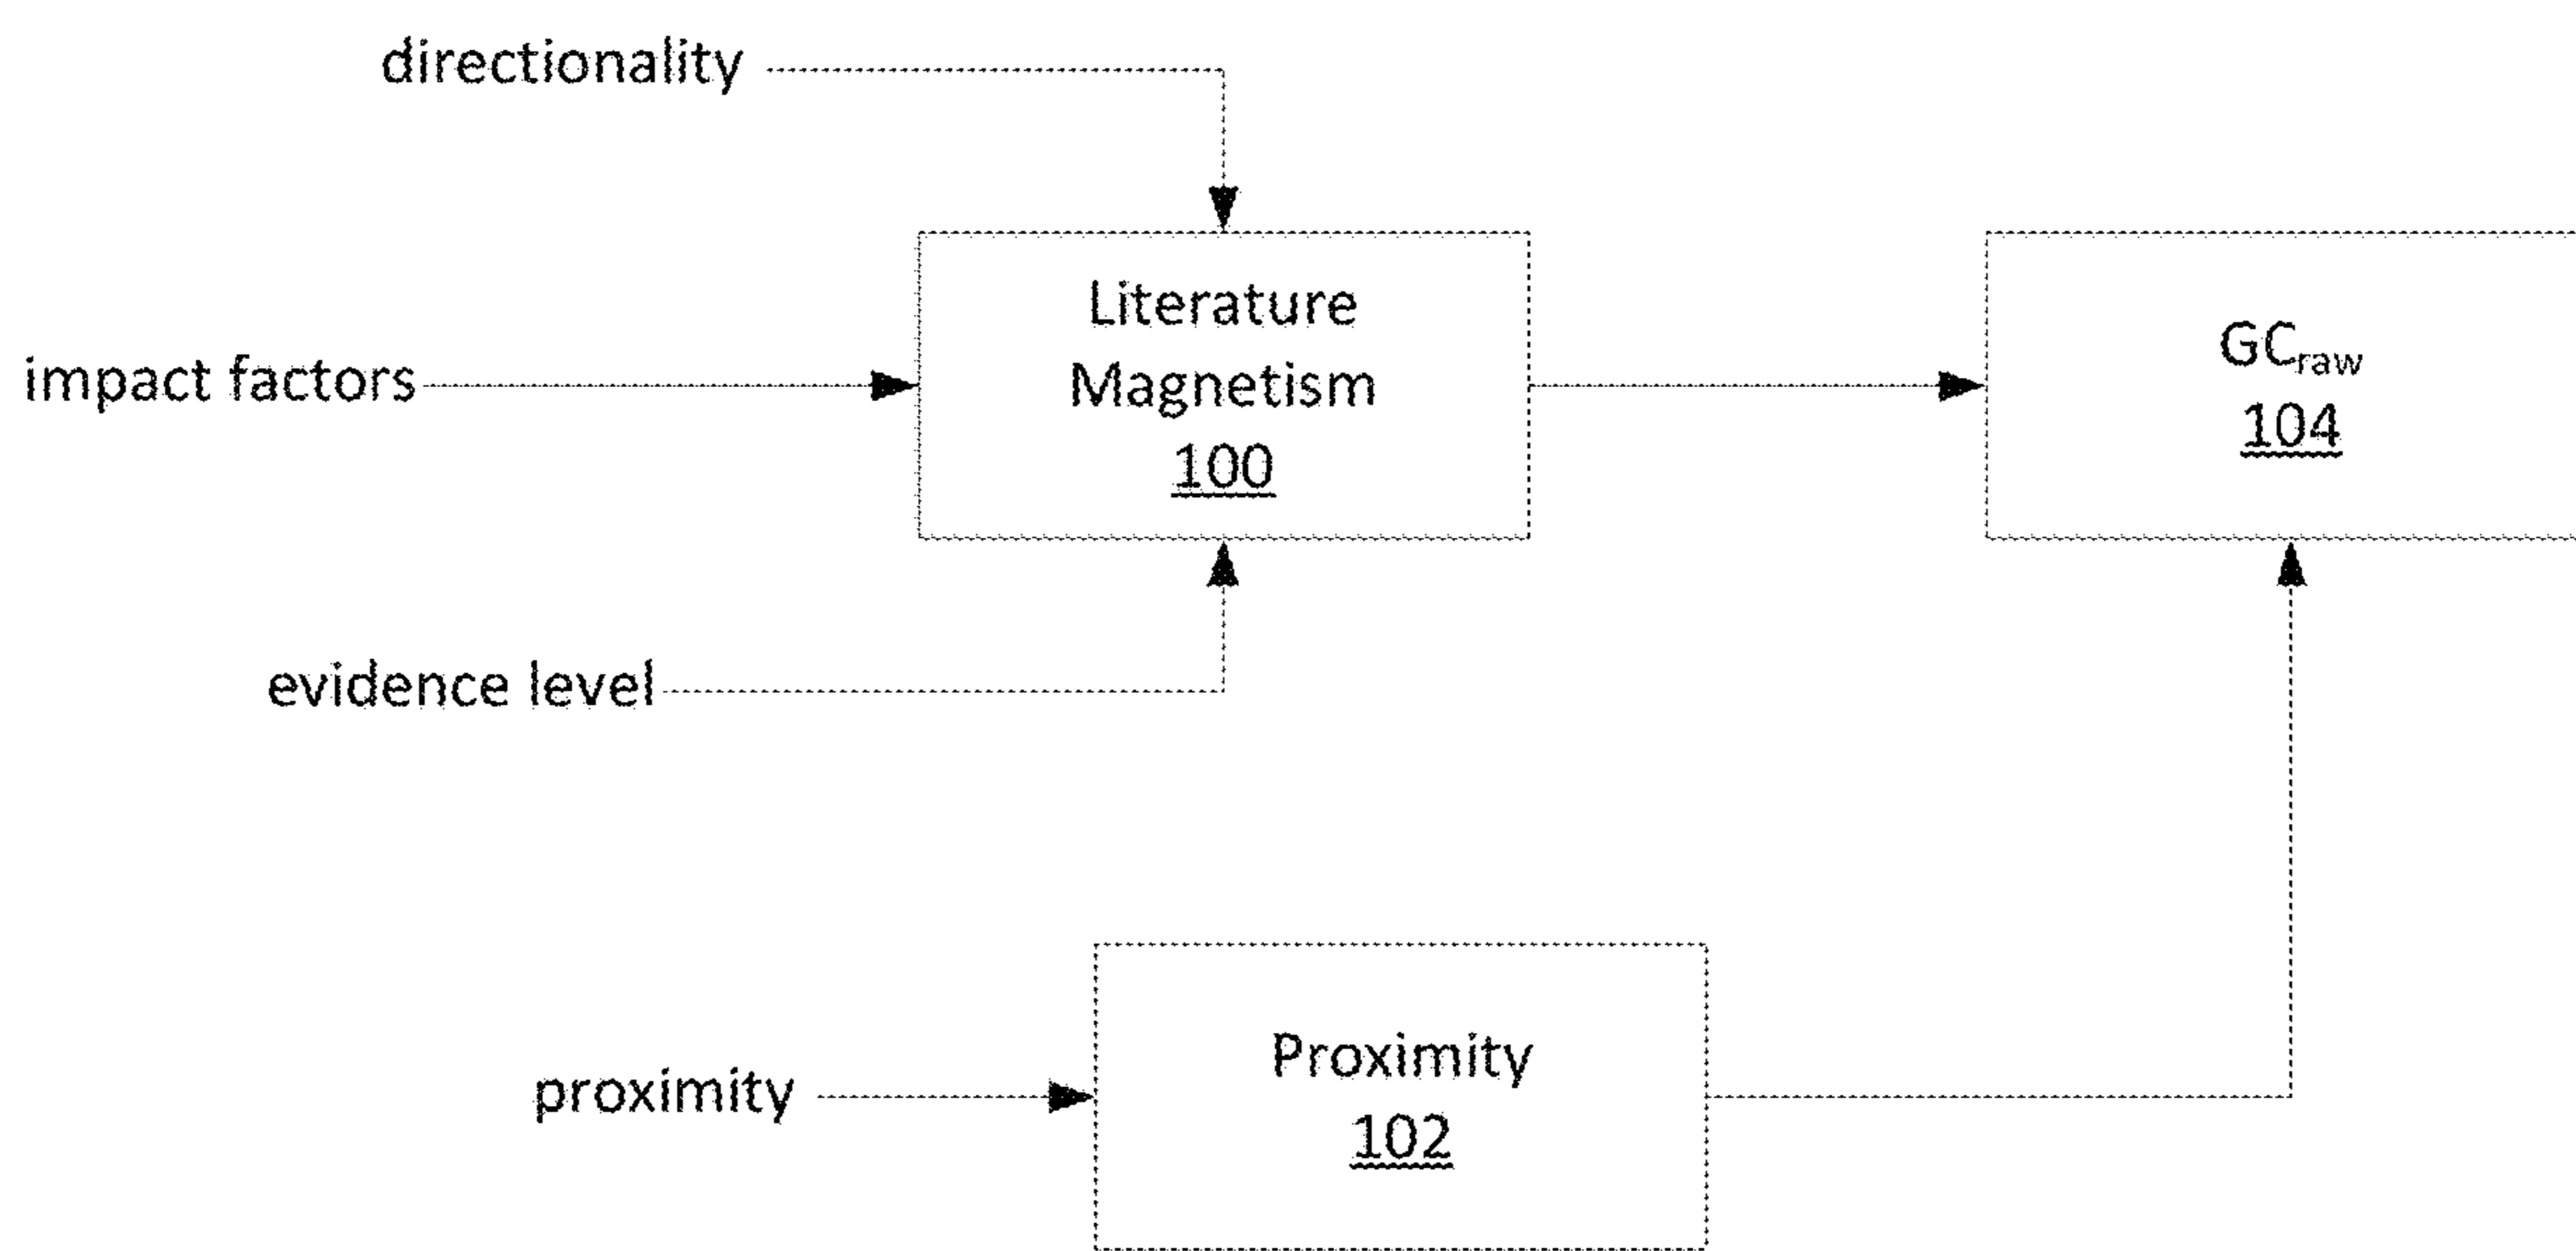 directionality
impact factors
Literature
Magnetism
100
GCraw
104
evidence level
proximity
Proximity
102